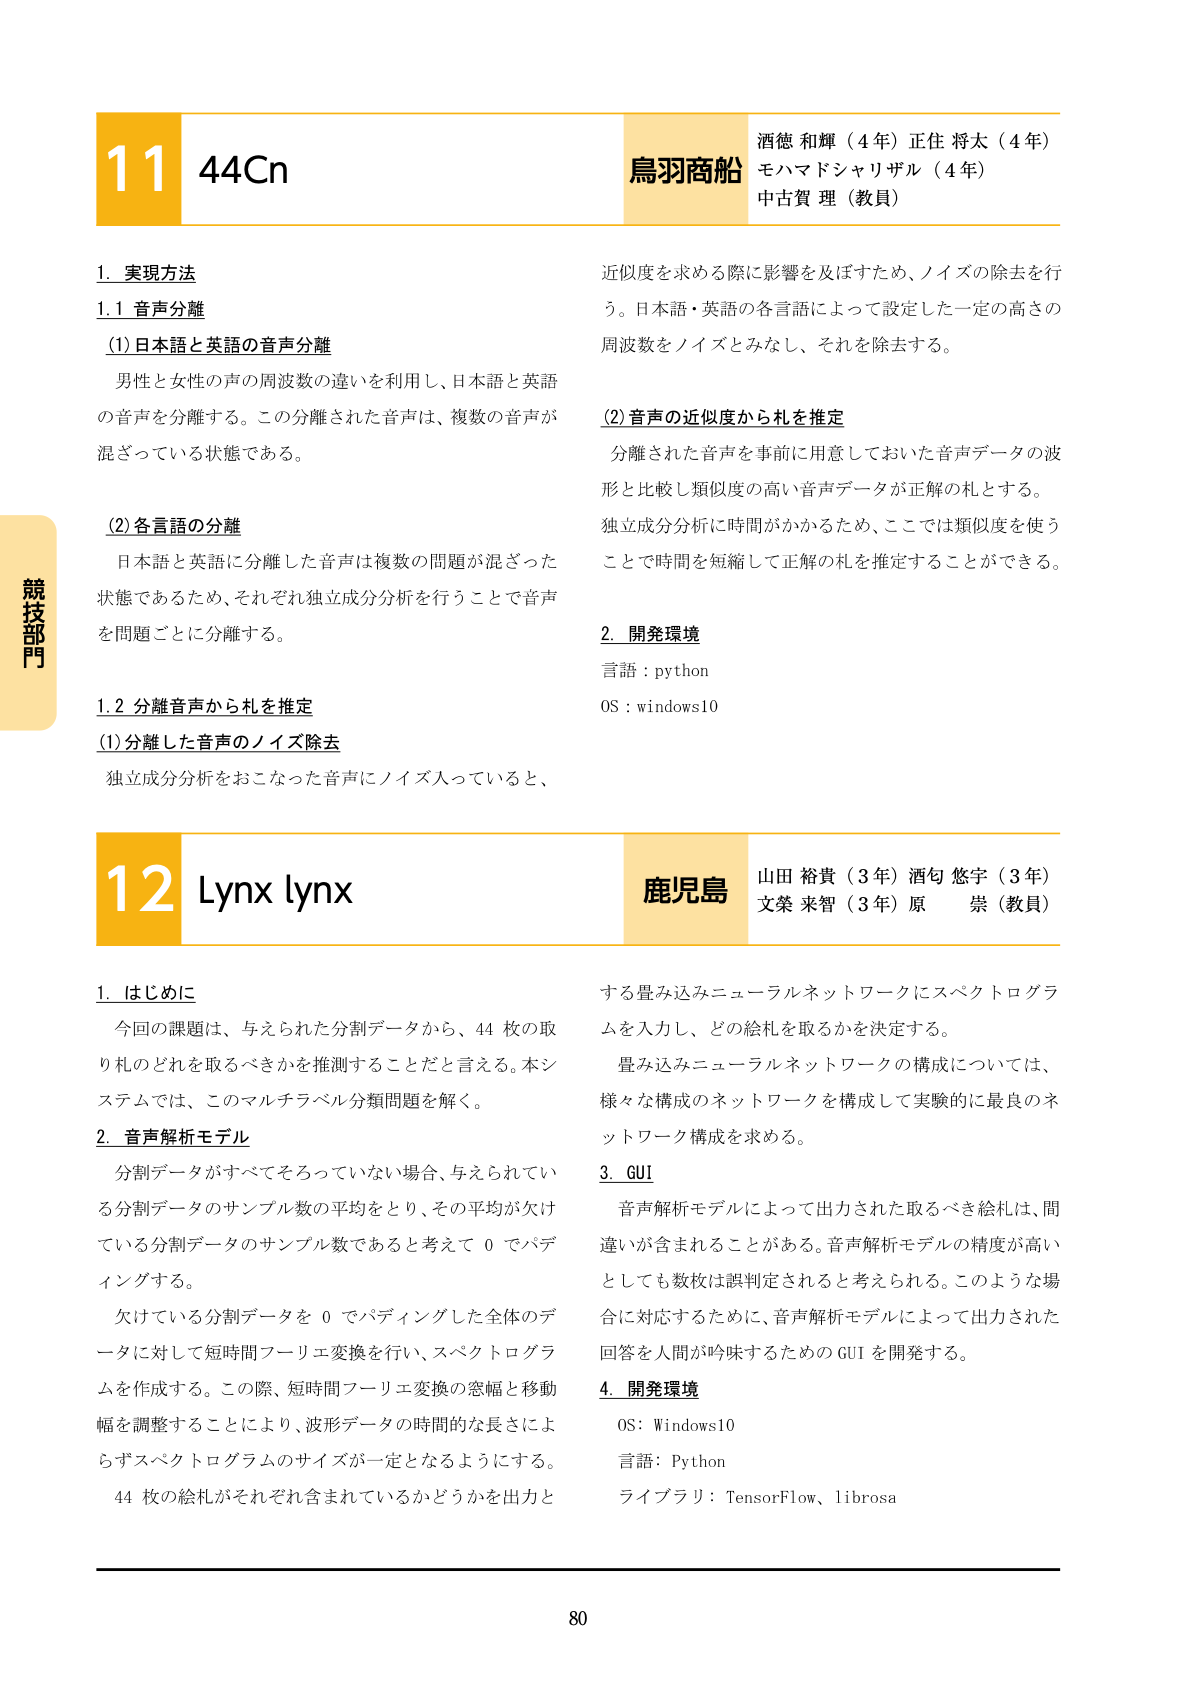 11 44Cn 鳥羽商船
酒徳 和輝（4年）正住 将太（4年）
モハマドシャリザル（4年）
中古賀 理（教員）
1. 実現方法
1.1 音声分離
(1)日本語と英語の音声分離
男性と女性の声の周波数の違いを利用し、日本語と英語
の音声を分離する。この分離された音声は、複数の音声が
混ざっている状態である。
(2)各言語の分離
日本語と英語に分離した音声は複数の問題が混ざった
状態であるため、それぞれ独立成分分析を行うことで音声
を問題ごとに分離する。
1.2 分離音声から札を推定
(1)分離した音声のノイズ除去
独立成分分析をおこなった音声にノイズ入っていると、
近似度を求める際に影響を及ぼすため、ノイズの除去を行
う。日本語・英語の各言語によって設定した一定の高さの
周波数をノイズとみなし、それを除去する。
(2)音声の近似度から札を推定
分離された音声を事前に用意しておいた音声データの波
形と比較し類似度の高い音声データが正解の札とする。
独立成分分析に時間がかかるため、ここでは類似度を使う
ことで時間を短縮して正解の札を推定することができる。
2. 開発環境
言語：python
OS：windows10
競技部門
12 Lynx lynx 鹿児島
山田 裕貴（3年）酒匂 悠宇（3年）
文榮 来智（3年）原　　崇（教員）
1. はじめに
今回の課題は、与えられた分割データから、44 枚の取
り札のどれを取るべきかを推測することだと言える。本シ
ステムでは、このマルチラベル分類問題を解く。
2. 音声解析モデル
分割データがすべてそろっていない場合、与えられてい
る分割データのサンプル数の平均をとり、その平均が欠け
ている分割データのサンプル数であると考えて 0 でパデ
ィングする。
欠けている分割データを 0 でパディングした全体のデ
ータに対して短時間フーリエ変換を行い、スペクトログラ
ムを作成する。この際、短時間フーリエ変換の窓幅と移動
幅を調整することにより、波形データの時間的な長さによ
らずスペクトログラムのサイズが一定となるようにする。
44 枚の絵札がそれぞれ含まれているかどうかを出力と
する畳み込みニューラルネットワークにスペクトログラ
ムを入力し、どの絵札を取るかを決定する。
畳み込みニューラルネットワークの構成については、
様々な構成のネットワークを構成して実験的に最良のネ
ットワーク構成を求める。
3. GUI
音声解析モデルによって出力された取るべき絵札は、間
違いが含まれることがある。音声解析モデルの精度が高い
としても数枚は誤判定されると考えられる。このような場
合に対応するために、音声解析モデルによって出力された
回答を人間が吟味するための GUI を開発する。
4. 開発環境
OS: Windows10
言語: Python
ライブラリ: TensorFlow、librosa
80